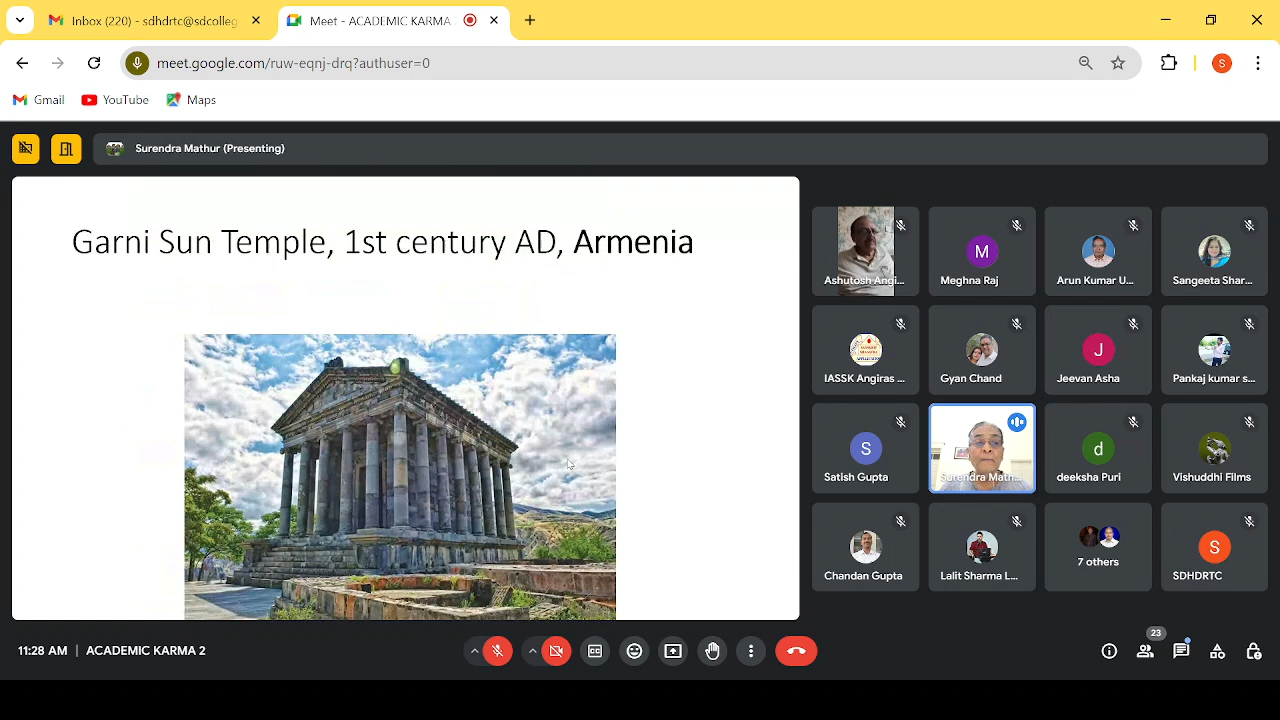 Inbox (220) - sdhdrtc@sdcolleg
Meet - ACADEMIC KARMA 2
meet.google.com/ruw-eqnj-drq?authuser=0
S
Gmail
YouTube
Maps
Surendra Mathur (Presenting)
Garni Sun Temple, 1st century AD, Armenia
Ashutosh Angi...
M
Meghna Raj
Arun Kumar U...
Sangeeta Shar...
IASSK Angiras ...
Gyan Chand
J
Jeevan Asha
Pankaj kumar s...
S
Satish Gupta
Surendra Math...
d
deeksha Puri
Vishuddhi Films
Chandan Gupta
Lalit Sharma L...
7 others
S
SDHDRTC
11:28 AM | ACADEMIC KARMA 2
23